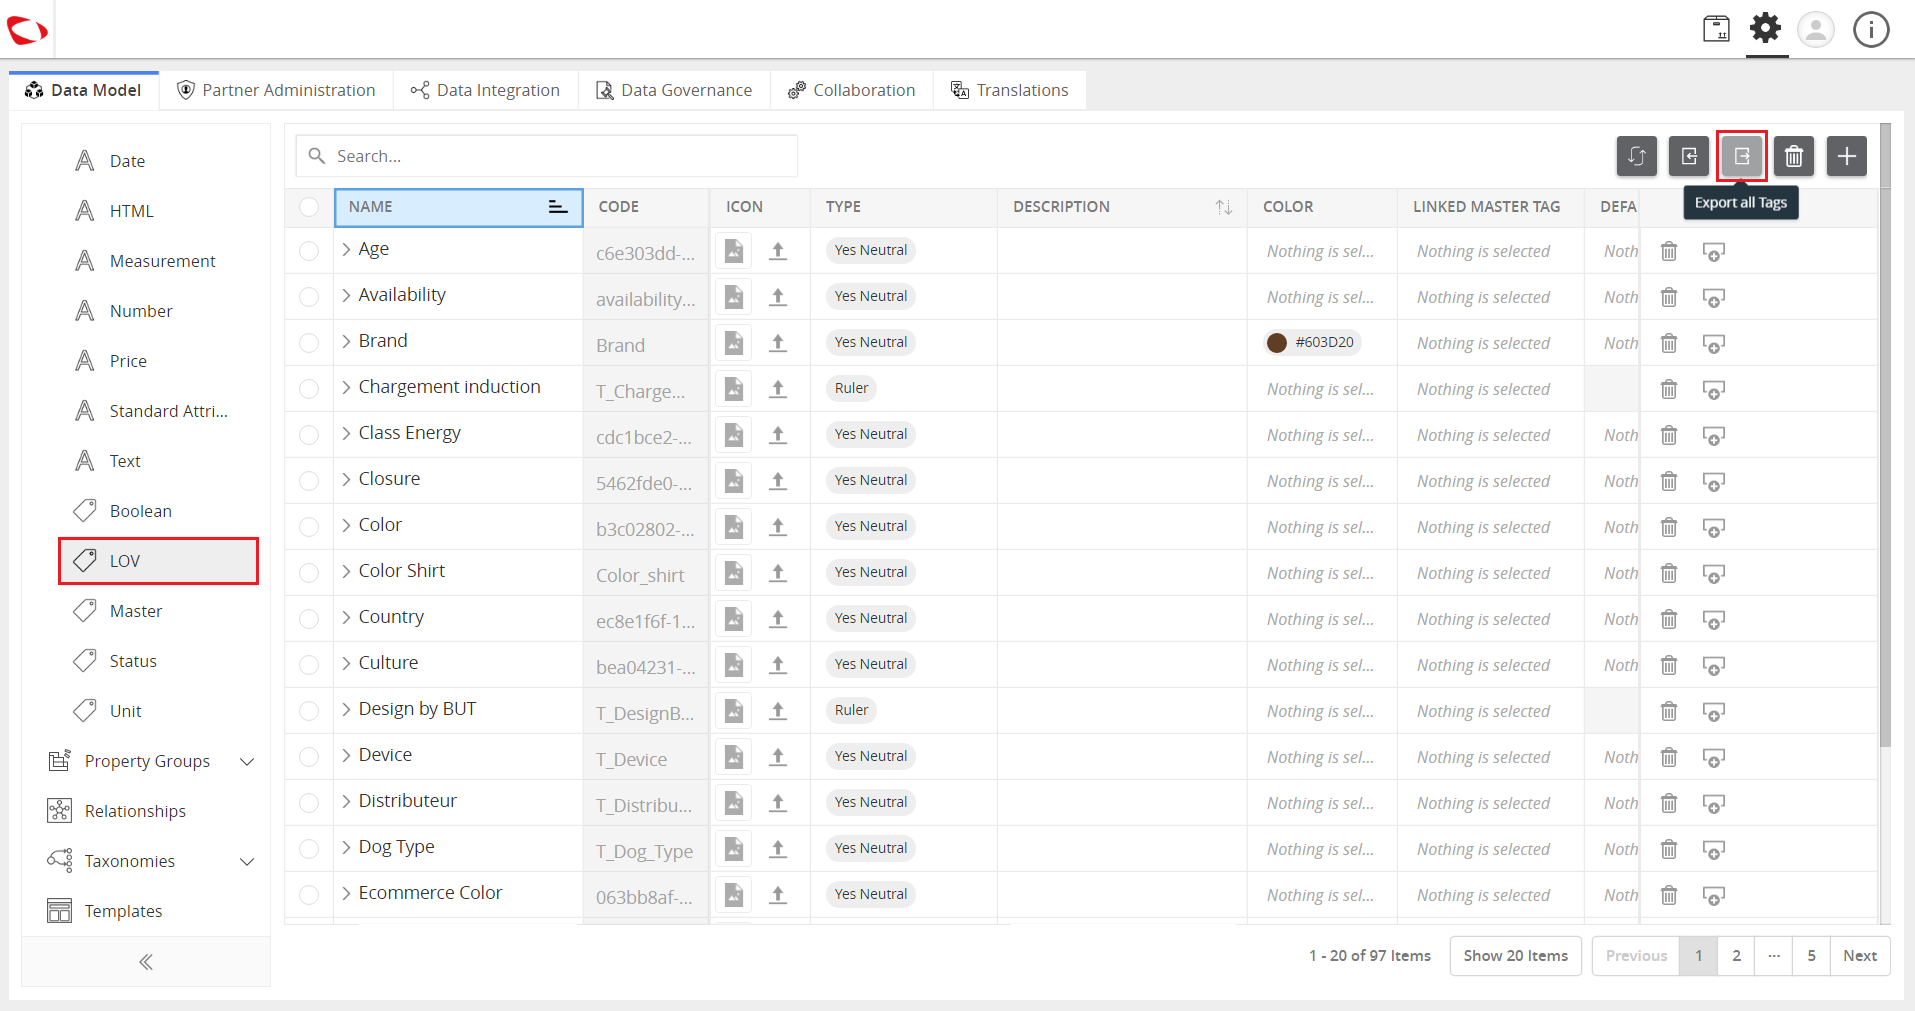 Data Model
Partner Administration
Data Integration
Data Governance
Collaboration
Translations
Date
HTML
Measurement
Number
Price
Standard Attri...
Text
Boolean
LOV
Master
Status
Unit
Property Groups
Relationships
Taxonomies
Templates
Search...
Export all Tags
NAME CODE ICON TYPE DESCRIPTION COLOR LINKED MASTER TAG DEFA
Age c6e303dd-... Yes Neutral Nothing is sel... Nothing is selected Noth
Availability availability... Yes Neutral Nothing is sel... Nothing is selected Noth
Brand Brand Yes Neutral #603D20 Nothing is selected Noth
Chargement induction T_Charge... Ruler Nothing is sel... Nothing is selected
Class Energy cdc1bce2-... Yes Neutral Nothing is sel... Nothing is selected Noth
Closure 5462fde0-... Yes Neutral Nothing is sel... Nothing is selected Noth
Color b3c02802-... Yes Neutral Nothing is sel... Nothing is selected Noth
Color Shirt Color_shirt Yes Neutral Nothing is sel... Nothing is selected Noth
Country ec8e1f6f-1... Yes Neutral Nothing is sel... Nothing is selected Noth
Culture bea04231-... Yes Neutral Nothing is sel... Nothing is selected Noth
Design by BUT T_DesignB... Ruler Nothing is sel... Nothing is selected
Device T_Device Yes Neutral Nothing is sel... Nothing is selected Noth
Distributeur T_Distribu... Yes Neutral Nothing is sel... Nothing is selected Noth
Dog Type T_Dog_Type Yes Neutral Nothing is sel... Nothing is selected Noth
Ecommerce Color 063bb8af-... Yes Neutral Nothing is sel... Nothing is selected Noth
1 - 20 of 97 Items Show 20 Items Previous 1 2 ... 5 Next